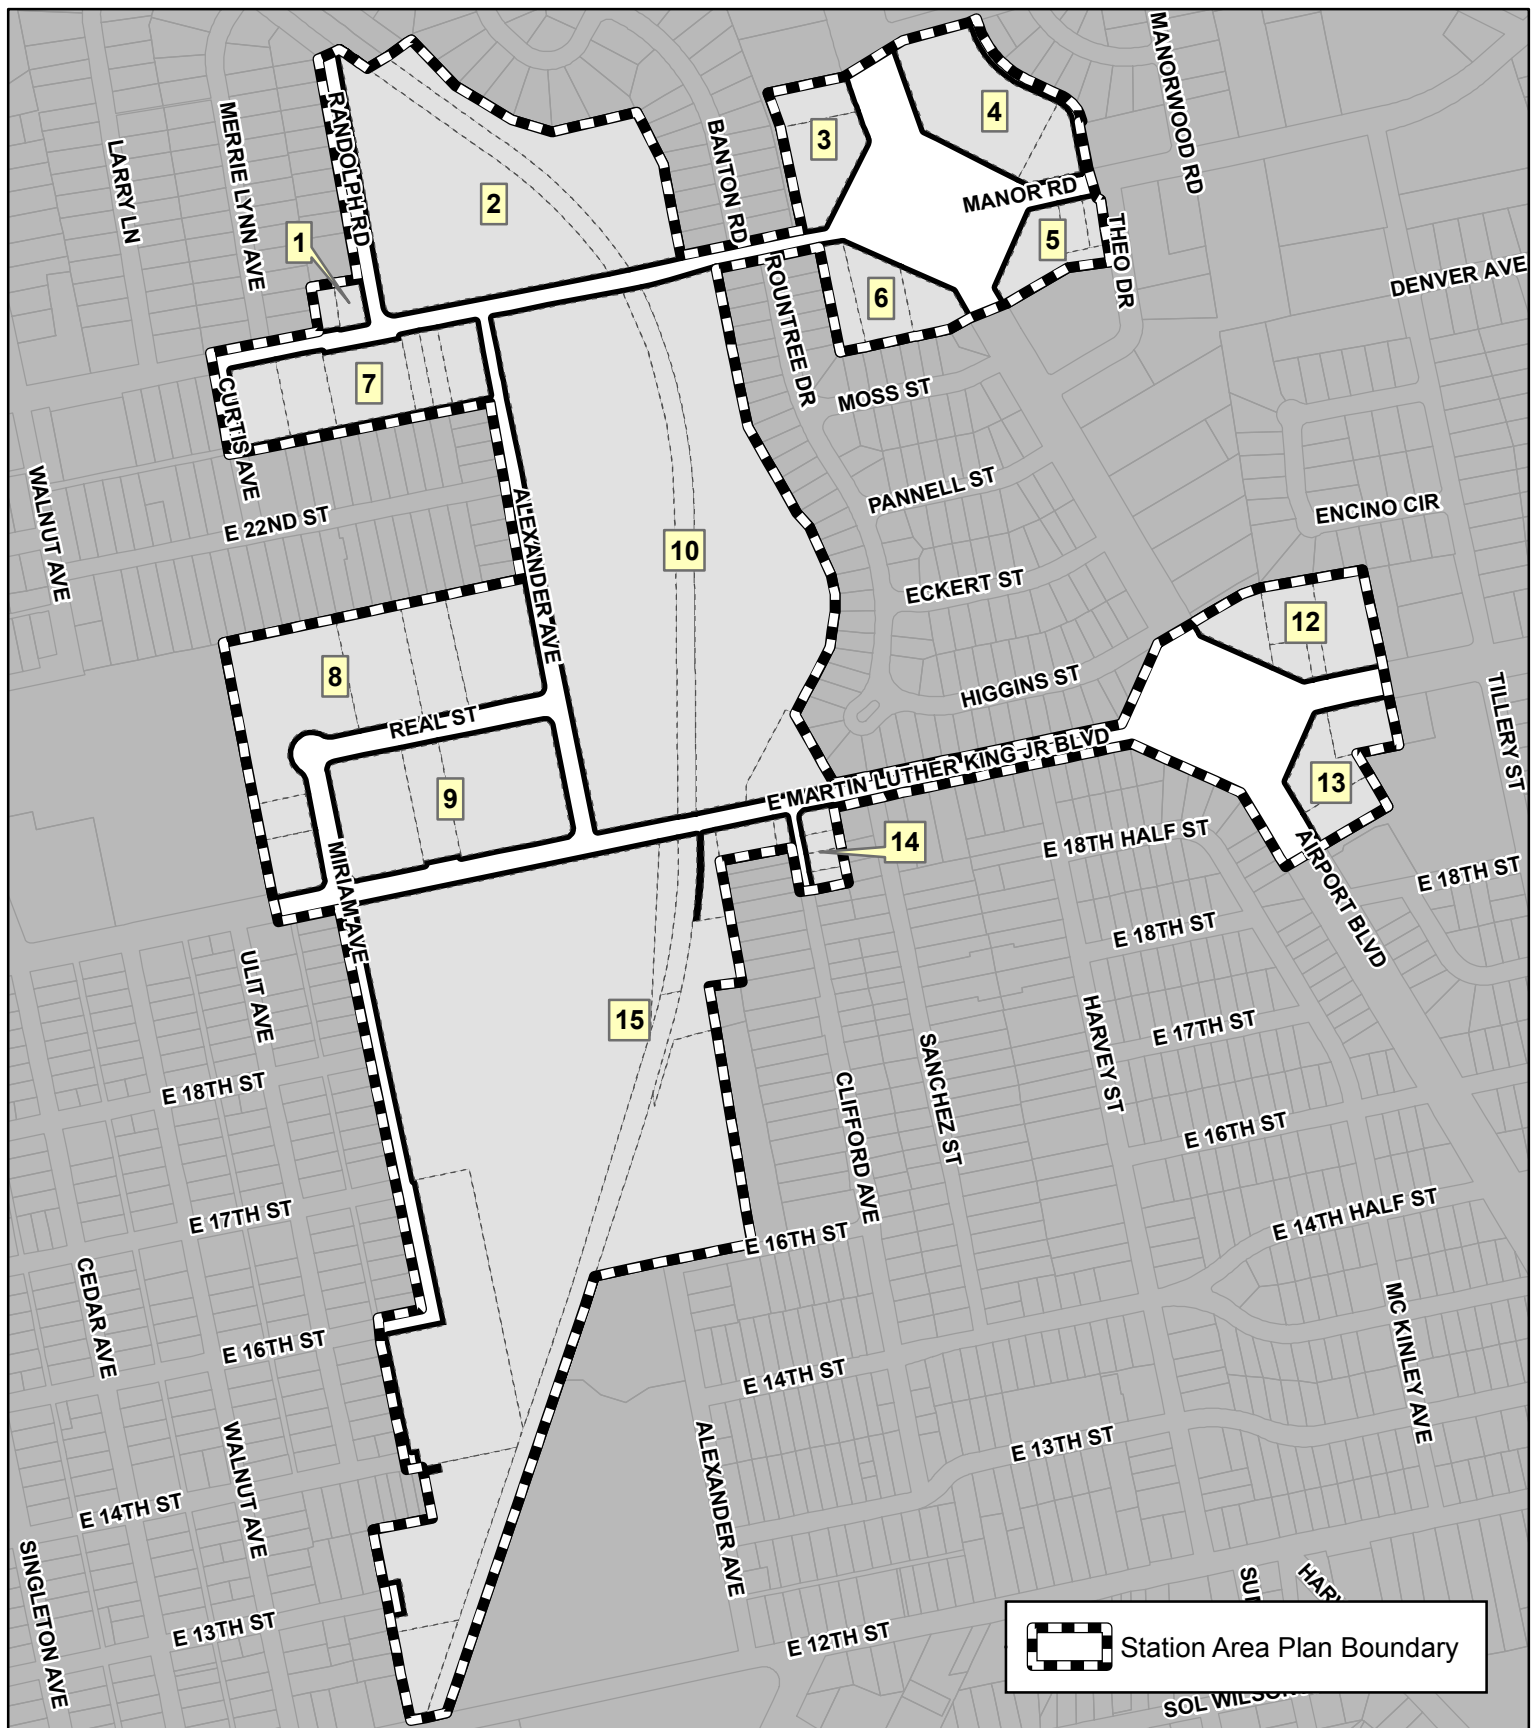 MANORWOOD RD
RANDOLPH RD
MERRIE LYNN AVE
LARRY LN
BANTON RD
3
4
2
1
MANOR RD
5
THEO DR
DENVER AVE
6
ROUNTREE DR
7
CURTIS AVE
MOSS ST
WALNUT AVE
E 22ND ST
ALEXANDER AVE
PANNELL ST
ENCINO CIR
10
ECKERT ST
12
8
HIGGINS ST
REAL ST
TILLERY ST
E MARTIN LUTHER KING JR BLVD
9
13
14
E 18TH HALF ST
MIRIAM AVE
AIRPORT BLVD
E 18TH ST
E 18TH ST
ULIT AVE
15
HARVEY ST
E 17TH ST
SANCHEZ ST
E 18TH ST
CLIFFORD AVE
E 16TH ST
E 17TH ST
E 16TH ST
E 14TH HALF ST
CEDAR AVE
E 16TH ST
MC KINLEY AVE
E 14TH ST
WALNUT AVE
ALEXANDER AVE
E 13TH ST
E 14TH ST
SINGLETON AVE
E 13TH ST
E 12TH ST
Station Area Plan Boundary